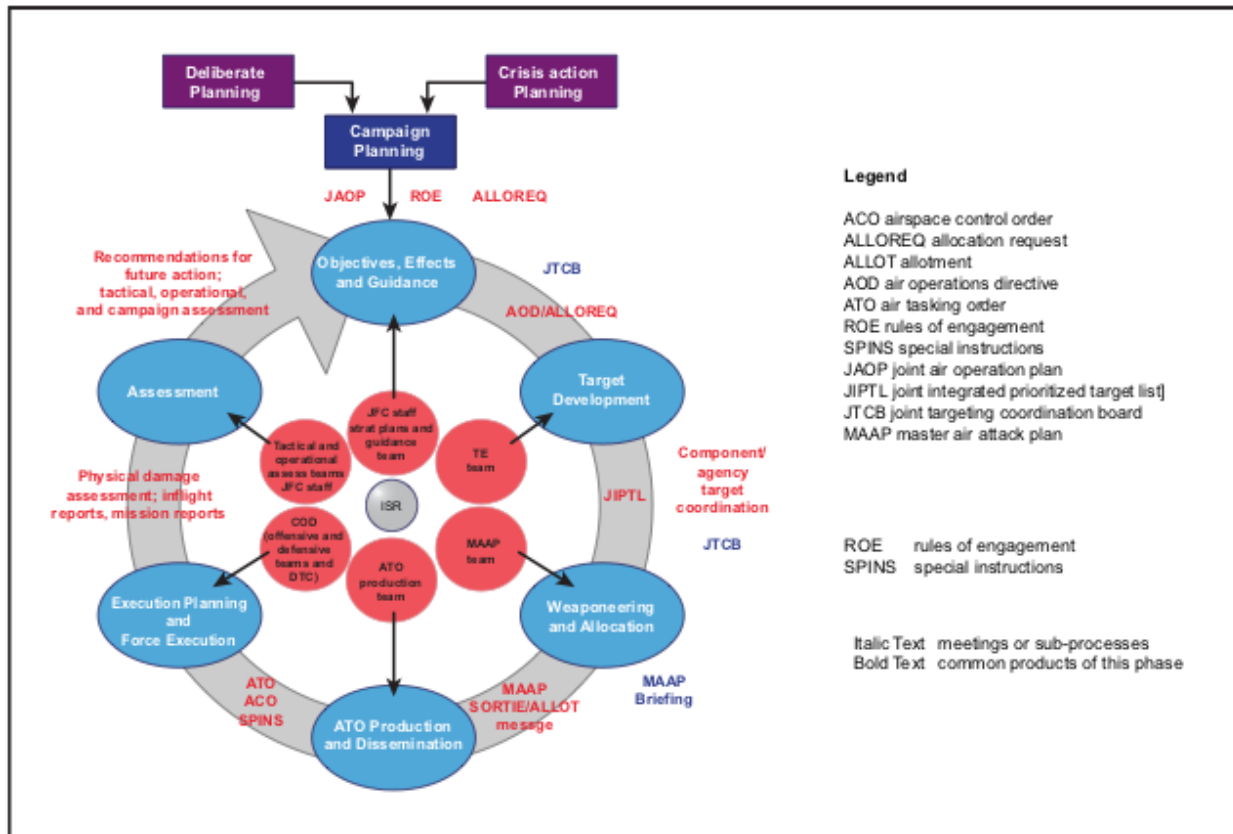 Deliberate
Planning
Crisis action
Planning
Campaign
Planning
JAOP ROE ALLOREQ
Objectives, Effects
and Guidance
JTCB
AOD/ALLOREQ
Recommendations for
future action;
tactical, operational,
and campaign assessment
Assessment
Target
Development
JFC staff
strat plans and
guidance
team
Tactical and
operational
assess teams
JFC staff
TE
team
ISR
Physical damage
assessment; inflight
reports, mission reports
JIPTL
Component/
agency
target
coordination
JTCB
COD
(offensive and
defensive
teams and
DTC)
ATO
production
team
MAAP
team
Execution Planning
and
Force Execution
Weaponeering
and Allocation
MAAP
Briefing
ATO
ACO
SPINS
MAAP
SORTIE/ALLOT
messge
ATO Production
and Dissemination
Legend
ACO airspace control order
ALLOREQ allocation request
ALLOT allotment
AOD air operations directive
ATO air tasking order
ROE rules of engagement
SPINS special instructions
JAOP joint air operation plan
JIPTL joint integrated prioritized target list]
JTCB joint targeting coordination board
MAAP master air attack plan
ROE rules of engagement
SPINS special instructions
Italic Text meetings or sub-processes
Bold Text common products of this phase